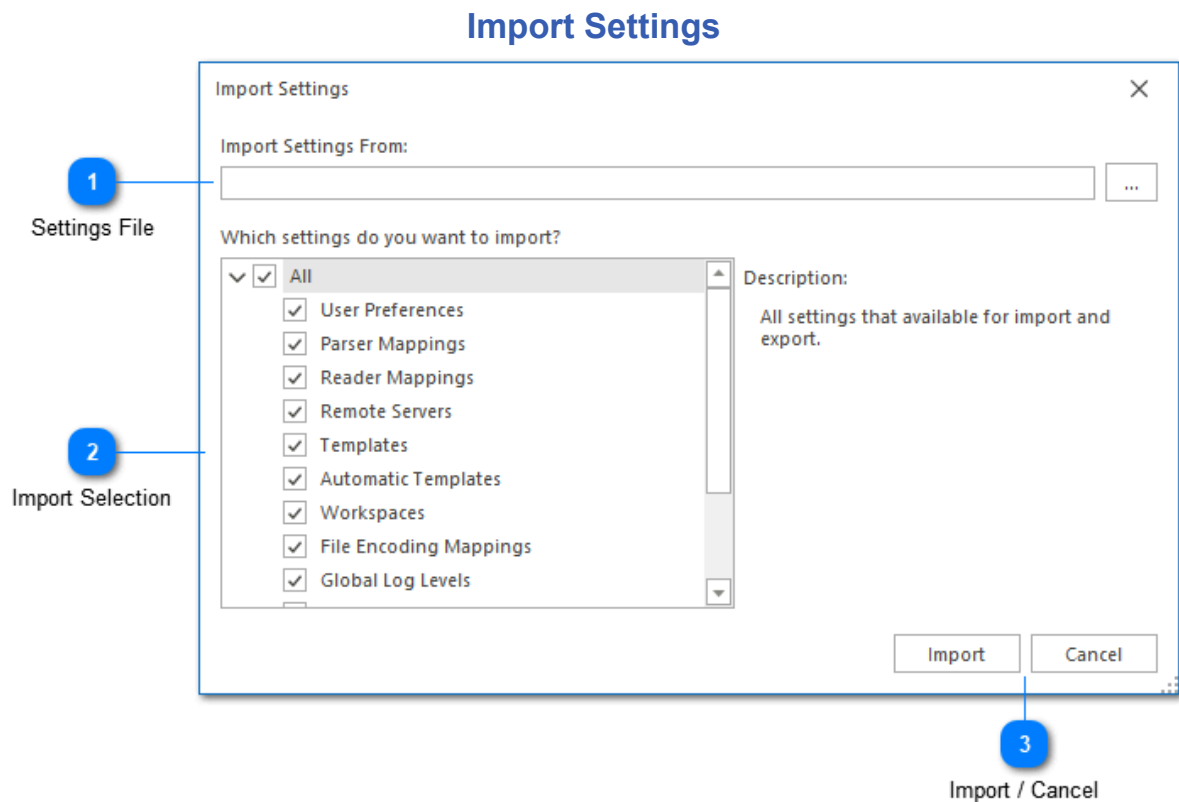 Import Settings
Import Settings
Import Settings From:
1
...
Settings File
Which settings do you want to import?
All
Description:
User Preferences
All settings that available for import and
export.
Parser Mappings
Reader Mappings
Remote Servers
2
Templates
Automatic Templates
Import Selection
Workspaces
File Encoding Mappings
Global Log Levels
Import
Cancel
3
Import / Cancel